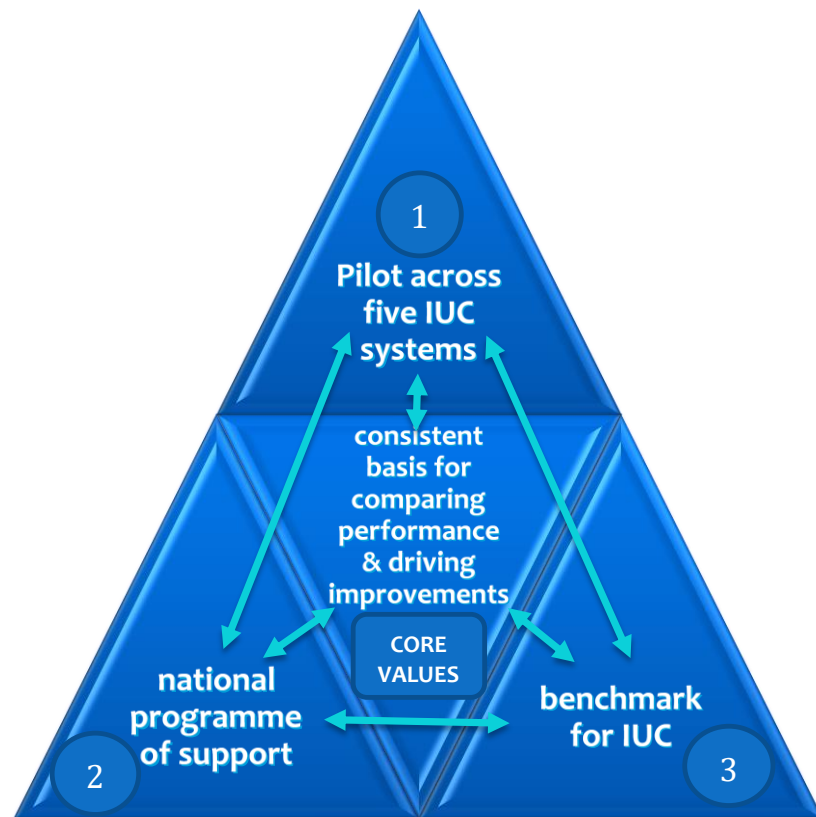 1
Pilot across
five IUC
systems
consistent
basis for
comparing
performance
& driving
improvements
CORE
VALUES
national
programme
of support
2
benchmark
for IUC
3